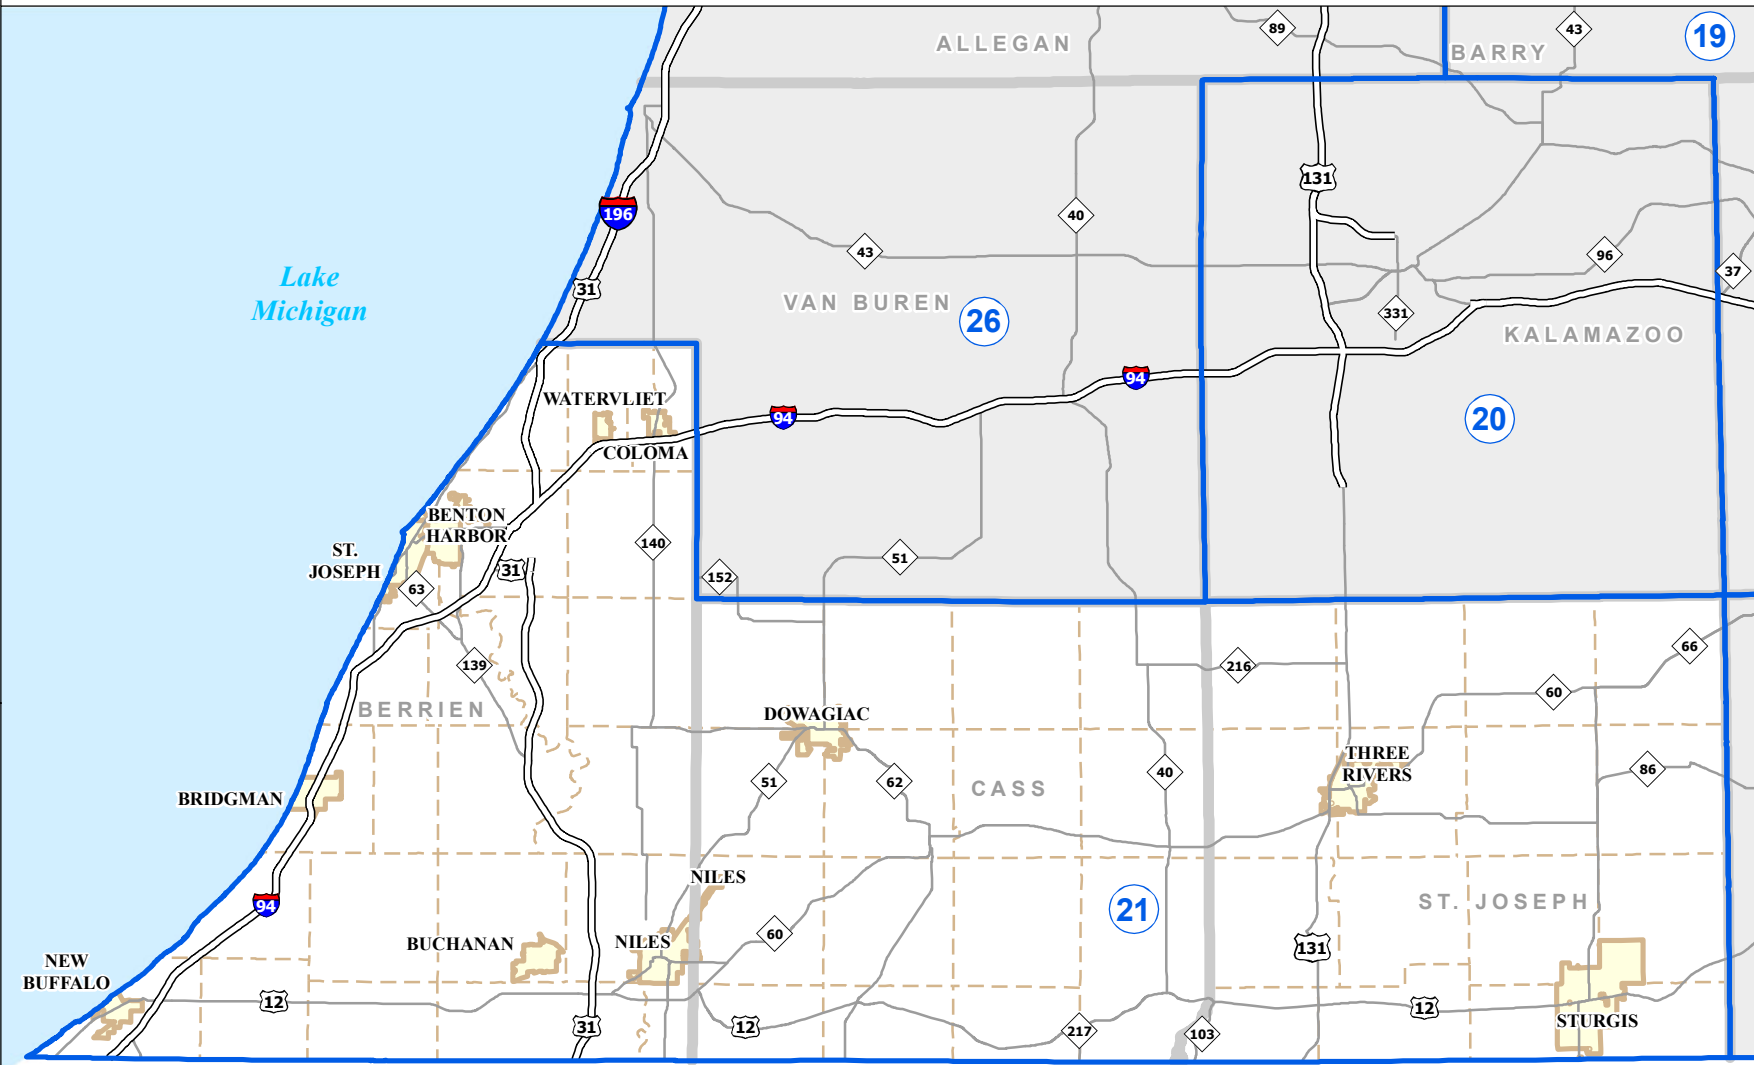 ALLEGAN
89
BARRY
43
19
131
196
40
43
96
37
Lake
Michigan
31
VAN BUREN
26
331
KALAMAZOO
94
94
20
WATERVLIET
COLOMA
BENTON
HARBOR
ST.
JOSEPH
31
140
152
51
63
139
216
66
60
BERRIEN
DOWAGIAC
THREE
RIVERS
51
62
40
86
CASS
BRIDGMAN
NILES
94
21
ST. JOSEPH
BUCHANAN
NILES
60
131
NEW
BUFFALO
12
31
12
217
103
12
STURGIS